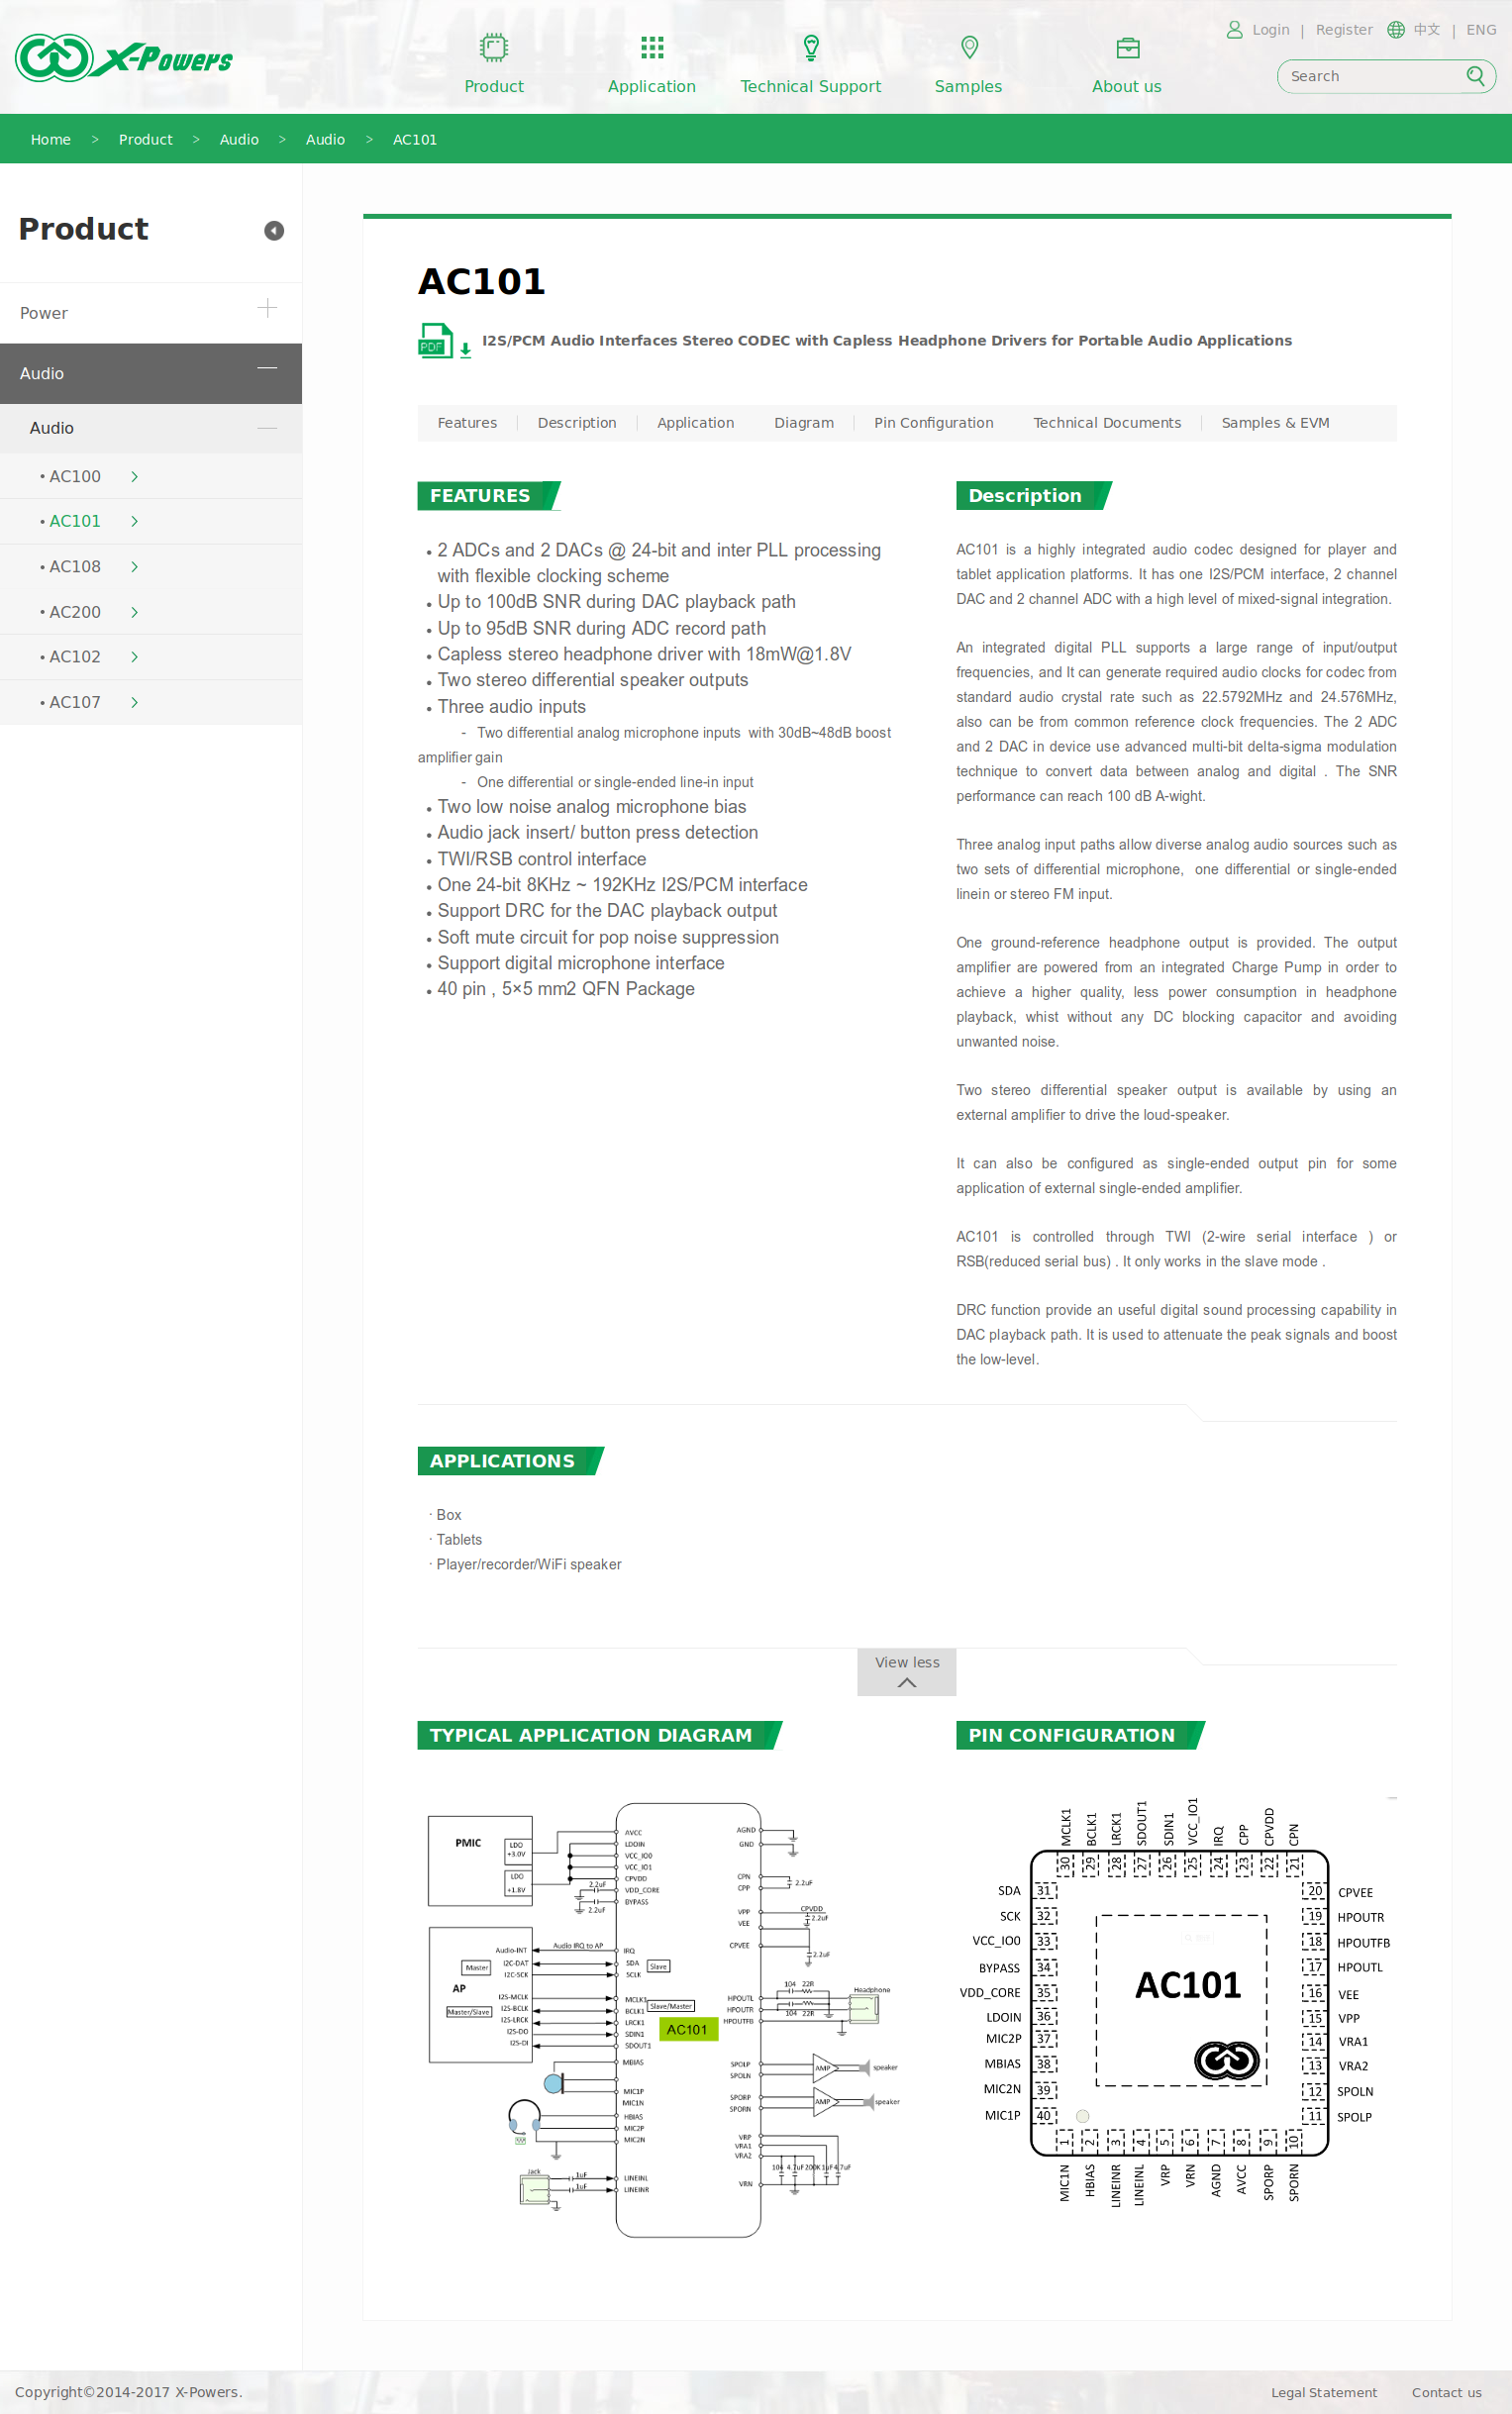 X-Powers
Product
Application
Technical Support
Samples
About us
Login | Register 中文 | ENG
Search
Home > Product > Audio > Audio > AC101
Product
Power
Audio
Audio
• AC100
• AC101
• AC108
• AC200
• AC102
• AC107
AC101
PDF
I2S/PCM Audio Interfaces Stereo CODEC with Capless Headphone Drivers for Portable Audio Applications
Features | Description | Application Diagram | Pin Configuration Technical Documents | Samples & EVM
FEATURES
• 2 ADCs and 2 DACs @ 24-bit and inter PLL processing
with flexible clocking scheme
• Up to 100dB SNR during DAC playback path
• Up to 95dB SNR during ADC record path
• Capless stereo headphone driver with 18mW@1.8V
• Two stereo differential speaker outputs
• Three audio inputs
- Two differential analog microphone inputs with 30dB~48dB boost
amplifier gain
- One differential or single-ended line-in input
• Two low noise analog microphone bias
• Audio jack insert/ button press detection
• TWI/RSB control interface
• One 24-bit 8KHz ~ 192KHz I2S/PCM interface
• Support DRC for the DAC playback output
• Soft mute circuit for pop noise suppression
• Support digital microphone interface
• 40 pin , 5×5 mm2 QFN Package
Description
AC101 is a highly integrated audio codec designed for player and
tablet application platforms. It has one I2S/PCM interface, 2 channel
DAC and 2 channel ADC with a high level of mixed-signal integration.
An integrated digital PLL supports a large range of input/output
frequencies, and It can generate required audio clocks for codec from
standard audio crystal rate such as 22.5792MHz and 24.576MHz,
also can be from common reference clock frequencies. The 2 ADC
and 2 DAC in device use advanced multi-bit delta-sigma modulation
technique to convert data between analog and digital . The SNR
performance can reach 100 dB A-wight.
Three analog input paths allow diverse analog audio sources such as
two sets of differential microphone, one differential or single-ended
linein or stereo FM input.
One ground-reference headphone output is provided. The output
amplifier are powered from an integrated Charge Pump in order to
achieve a higher quality, less power consumption in headphone
playback, whist without any DC blocking capacitor and avoiding
unwanted noise.
Two stereo differential speaker output is available by using an
external amplifier to drive the loud-speaker.
It can also be configured as single-ended output pin for some
application of external single-ended amplifier.
AC101 is controlled through TWI (2-wire serial interface ) or
RSB(reduced serial bus) . It only works in the slave mode .
DRC function provide an useful digital sound processing capability in
DAC playback path. It is used to attenuate the peak signals and boost
the low-level.
APPLICATIONS
· Box
· Tablets
· Player/recorder/WiFi speaker
View less
TYPICAL APPLICATION DIAGRAM
PMIC
LDO
+3.0V
LDO
+1.8V
2.2uF
2.2uF
AVCC
LDOIN
VCC_IO0
VCC_IO1
CPVDD
VDD_CORE
BYPASS
AP
Master
Master/Slave
Audio-INT
I2C-DAT
I2C-SCK
I2S-MCLK
I2S-BCLK
I2S-LRCK
I2S-DO
I2S-DI
Audio IRQ to AP
IRQ
SDA
SCLK
Slave
MCLK1
BCLK1
LRCK1
SDIN1
SDOUT1
Slave/Master
AC101
MBIAS
MIC1P
MIC1N
HBIAS
MIC2P
MIC2N
Jack
1uF
1uF
LINEINL
LINEINR
AGND
GND
CPN
CPP
2.2uF
VPP
VEE
CPVDD
2.2uF
CPVEE
2.2uF
HPOUTL
HPOUTR
HPOUTFB
104 22R
104 22R
Headphone
SPOLP
SPOLN
AMP
speaker
SPORP
SPORN
AMP
speaker
VRP
VRA1
VRA2
VRN
104 4.7uF 200K 1uF 4.7uF
PIN CONFIGURATION
MCLK1 BCLK1 LRCK1 SDOUT1 SDIN1 VCC_IO1 IRQ CPP CPVDD CPN
30 29 28 27 26 25 24 23 22 21
SDA 31
SCK 32
VCC_IO0 33
BYPASS 34
VDD_CORE 35
LDOIN 36
MIC2P 37
MBIAS 38
MIC2N 39
MIC1P 40
AC101
20 CPVEE
19 HPOUTR
18 HPOUTFB
17 HPOUTL
16 VEE
15 VPP
14 VRA1
13 VRA2
12 SPOLN
11 SPOLP
1 2 3 4 5 6 7 8 9 10
MIC1N HBIAS LINEINR LINEINL VRP VRN AGND AVCC SPORP SPORN
Copyright©2014-2017 X-Powers.
Legal Statement Contact us